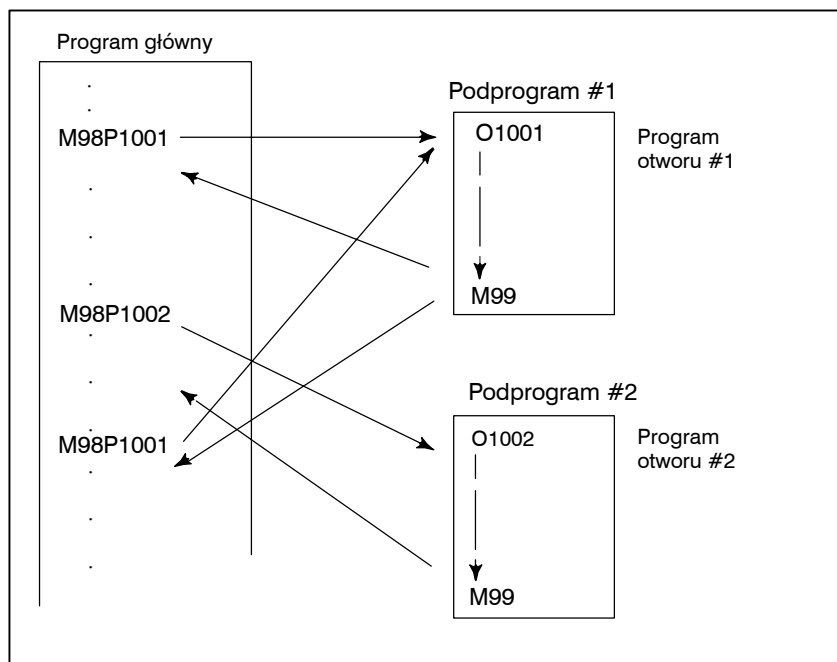 Program główny
M98P1001
M98P1002
M98P1001
Podprogram #1
O1001
M99
Program
otworu #1
Podprogram #2
O1002
M99
Program
otworu #2